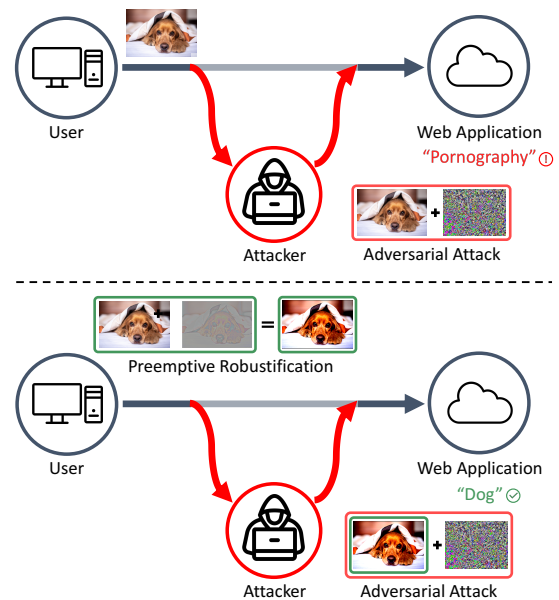 User
Web Application
“Pornography”
Attacker
+
Adversarial Attack
+
=
Preemptive Robustification
User
Web Application
“Dog”
Attacker
+
Adversarial Attack